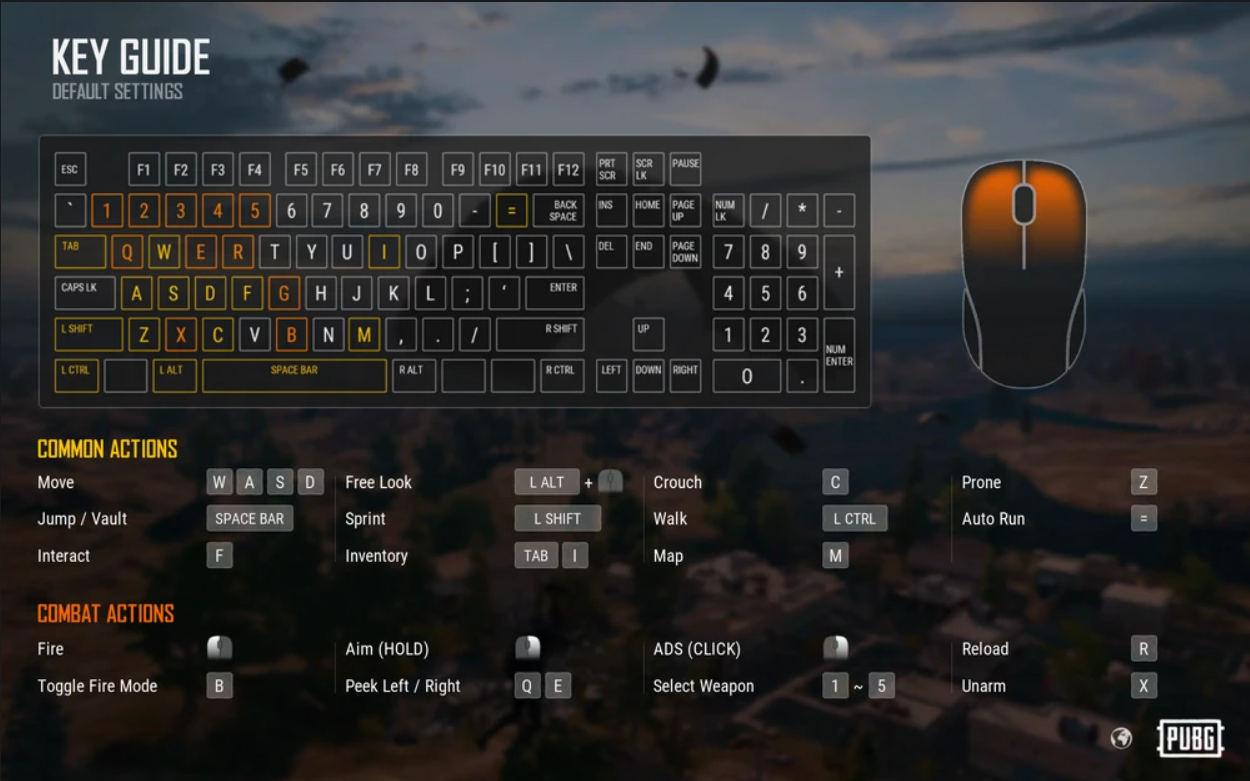 KEY GUIDE
DEFAULT SETTINGS
ESC F1 F2 F3 F4 F5 F6 F7 F8 F9 F10 F11 F12 PRT SCR SCR LK PAUSE
` 1 2 3 4 5 6 7 8 9 0 - = BACK SPACE INS HOME PAGE UP NUM LK / * -
TAB Q W E R T Y U I O P [ ] \ DEL END PAGE DOWN 7 8 9 +
CAPS LK A S D F G H J K L ; ‘ ENTER 4 5 6
L SHIFT Z X C V B N M , . / R SHIFT UP 1 2 3 NUM ENTER
L CTRL L ALT SPACE BAR R ALT R CTRL LEFT DOWN RIGHT 0 .
COMMON ACTIONS
Move W A S D Free Look L ALT + Crouch C Prone Z
Jump / Vault SPACE BAR Sprint L SHIFT Walk L CTRL Auto Run =
Interact F Inventory TAB I Map M
COMBAT ACTIONS
Fire Aim (HOLD) ADS (CLICK) Reload R
Toggle Fire Mode B Peek Left / Right Q E Select Weapon 1 ~ 5 Unarm X
PUBG